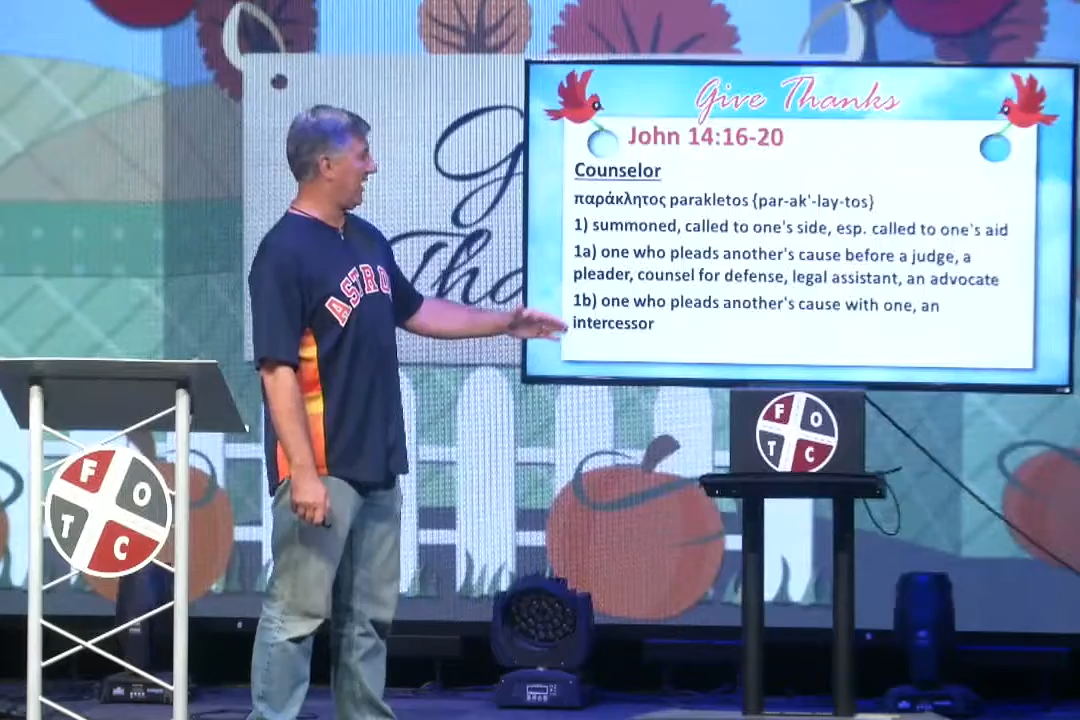 Give Thanks
John 14:16-20
Counselor
παράκλητος parakletos {par-ak'-lay-tos}
1) summoned, called to one's side, esp. called to one's aid
1a) one who pleads another's cause before a judge, a
pleader, counsel for defense, legal assistant, an advocate
1b) one who pleads another's cause with one, an
intercessor
ASTRO
F O
T C
F O
T C